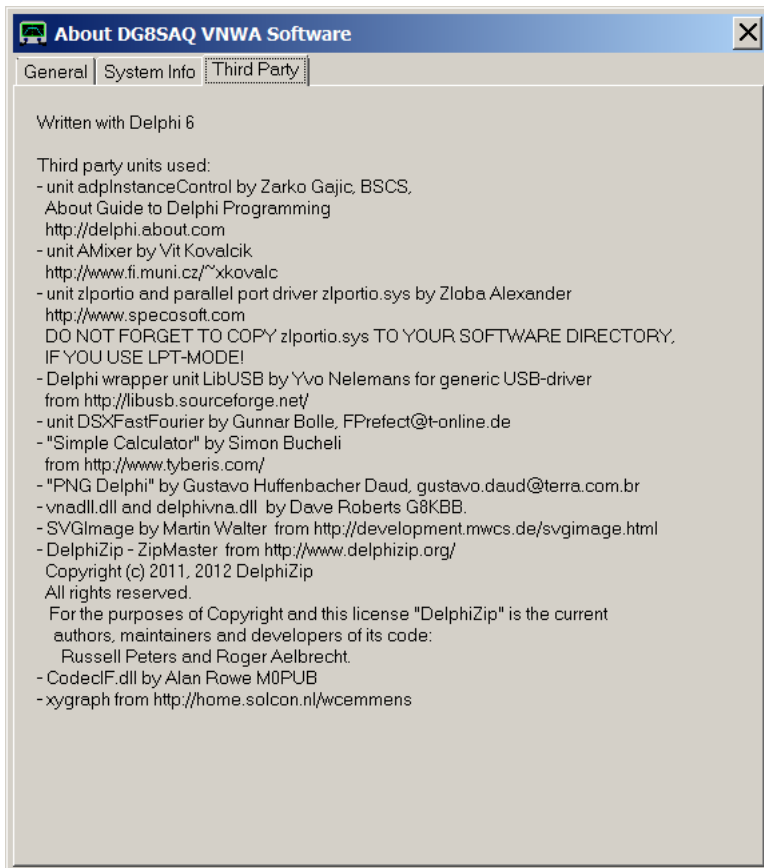 About DG8SAQ VNWA Software
General System Info Third Party
Written with Delphi 6
Third party units used:
- unit adpInstanceControl by Zarko Gajic, BSCS,
About Guide to Delphi Programming
http://delphi.about.com
- unit AMixer by Vit Kovalcik
http://www.fi.muni.cz/~xkovalc
- unit zlportio and parallel port driver zlportio.sys by Zloba Alexander
http://www.specosoft.com
DO NOT FORGET TO COPY zlportio.sys TO YOUR SOFTWARE DIRECTORY,
IF YOU USE LPT-MODE!
- Delphi wrapper unit LibUSB by Yvo Nelemans for generic USB-driver
from http://libusb.sourceforge.net/
- unit DSXFastFourier by Gunnar Bolle, FPrefect@t-online.de
- "Simple Calculator" by Simon Bucheli
from http://www.tyberis.com/
- "PNG Delphi" by Gustavo Huffenbacher Daud, gustavo.daud@terra.com.br
- vnadll.dll and delphivna.dll  by Dave Roberts G8KBB.
- SVGImage by Martin Walter  from http://development.mwcs.de/svgimage.html
- DelphiZip - ZipMaster  from http://www.delphizip.org/
Copyright (c) 2011, 2012 DelphiZip
All rights reserved.
For the purposes of Copyright and this license "DelphiZip" is the current
authors, maintainers and developers of its code:
Russell Peters and Roger Aelbrecht.
- CodecIF.dll by Alan Rowe M0PUB
- xygraph from http://home.solcon.nl/wcemmens